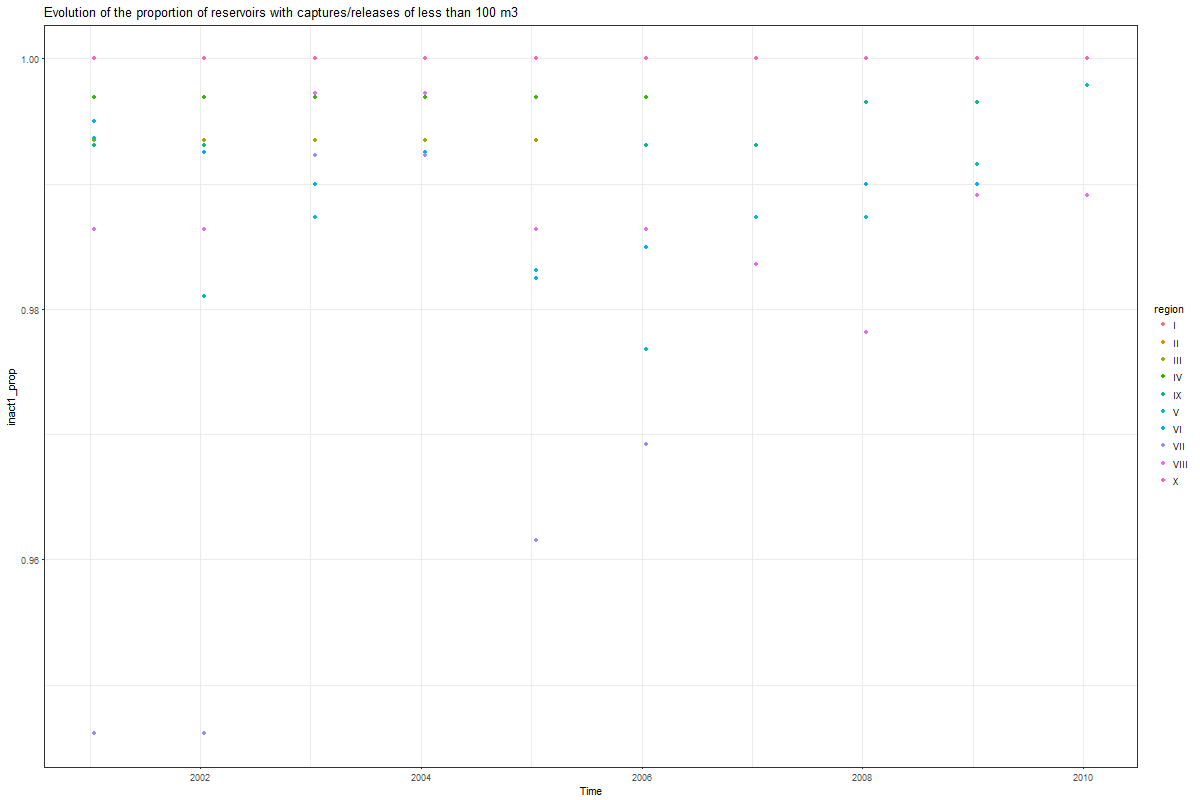 Evolution of the proportion of reservoirs with captures/releases of less than 100 m3
1.00
0.98
0.96
inact1_prop
2002
2004
2006
2008
2010
Time
region
I
II
III
IV
IX
V
VI
VII
VIII
X